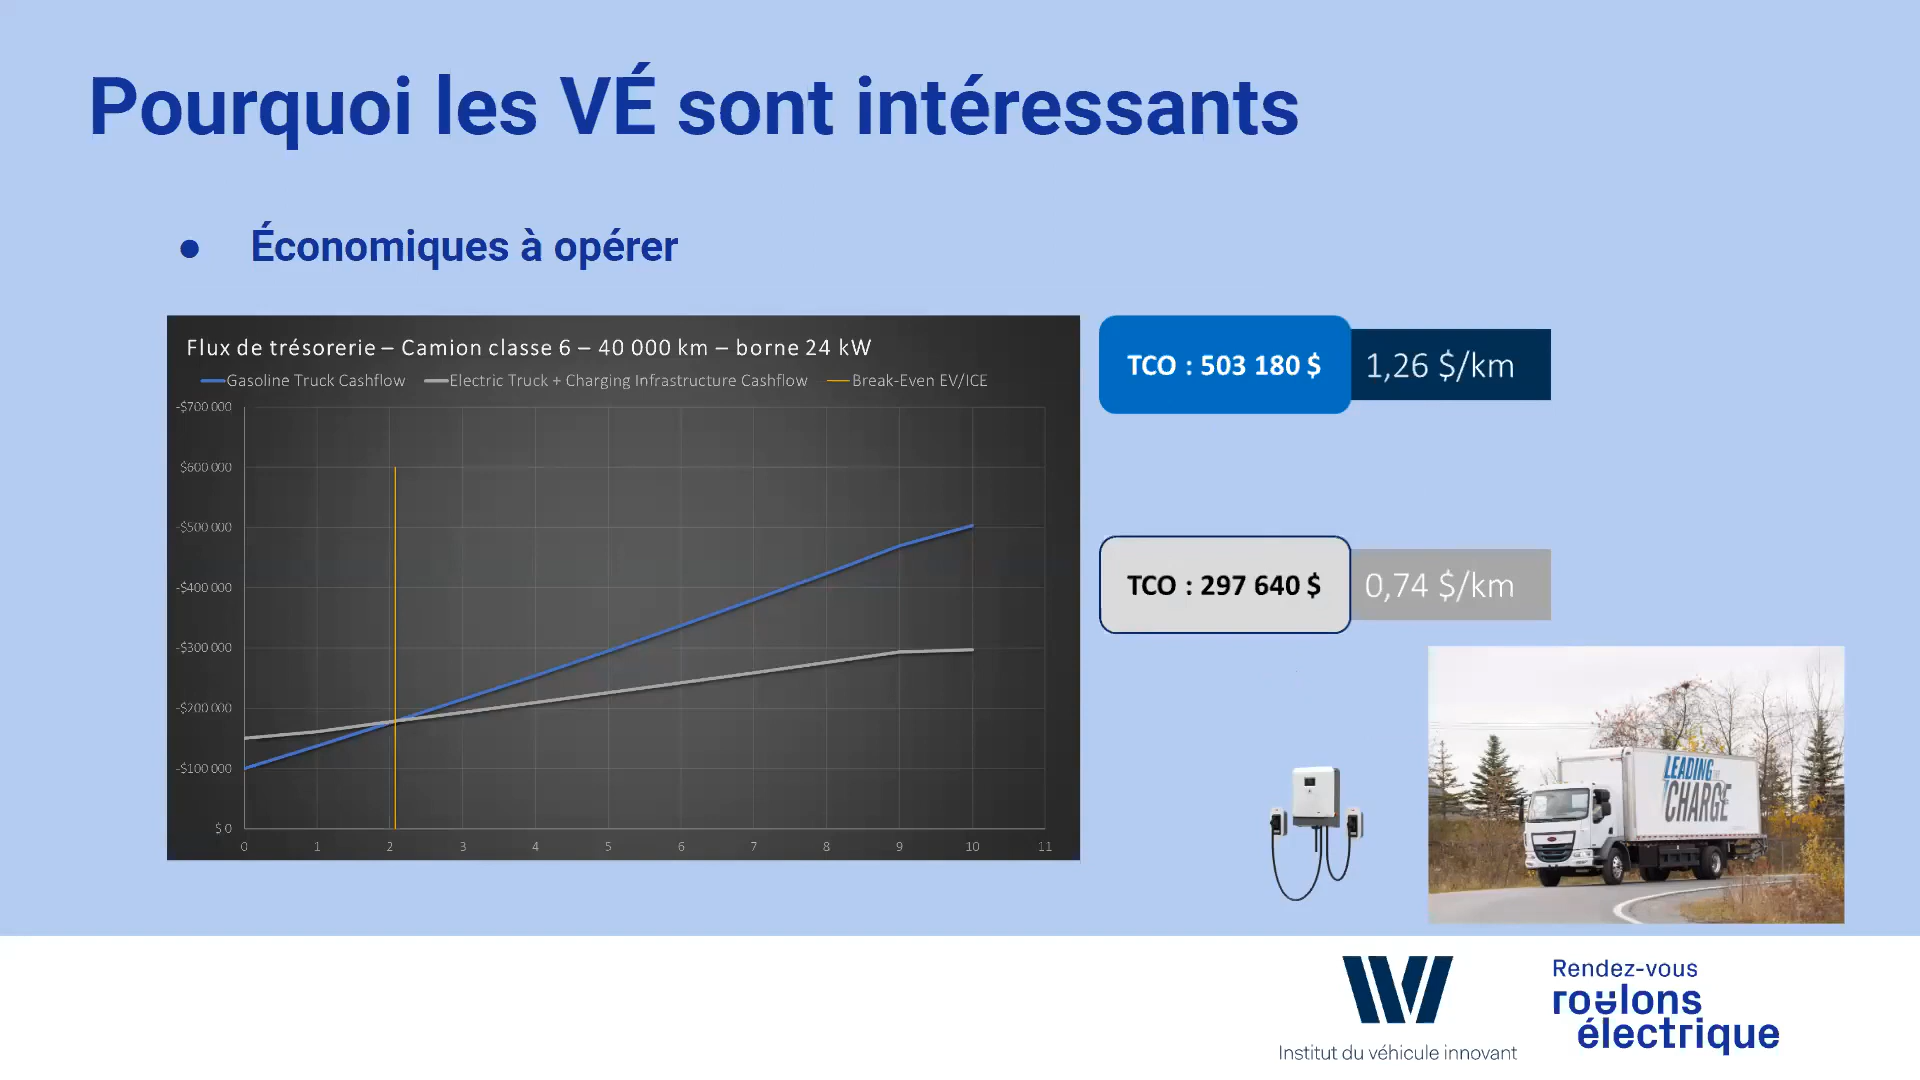 Pourquoi les VÉ sont intéressants
● Économiques à opérer
Flux de trésorerie – Camion classe 6 – 40 000 km – borne 24 kW
Gasoline Truck Cashflow
Electric Truck + Charging Infrastructure Cashflow
Break-Even EV/ICE
-$700 000
$600 000
-$500 000
-$400 000
-$300 000
-$200 000
-$100 000
$ 0
0 1 2 3 4 5 6 7 8 9 10 11
TCO : 503 180 $
1,26 $/km
TCO : 297 640 $
0,74 $/km
LEADING
CHARGE
Institut du véhicule innovant
Rendez-vous
roulons
électrique